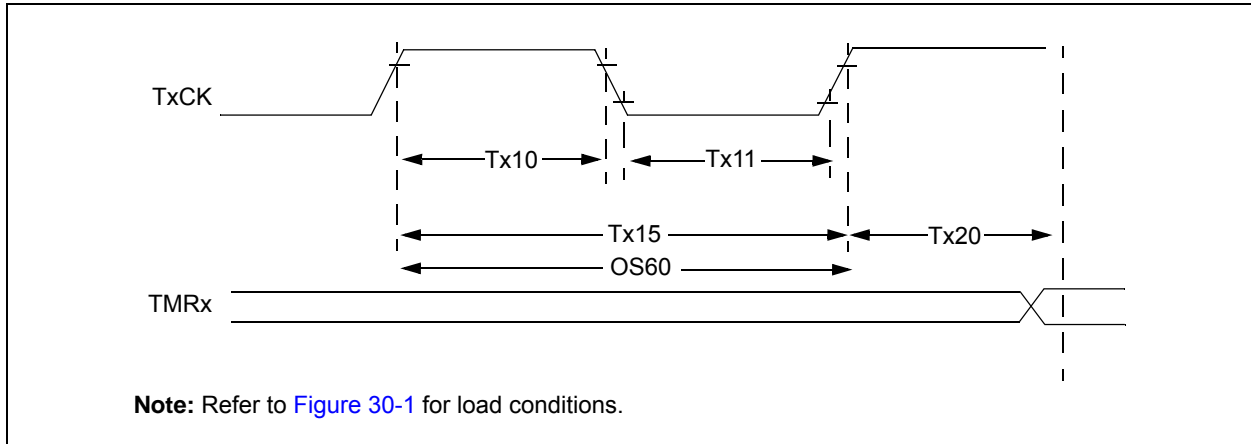 TxCK
Tx10
Tx11
Tx15
Tx20
OS60
TMRx
Note: Refer to Figure 30-1 for load conditions.